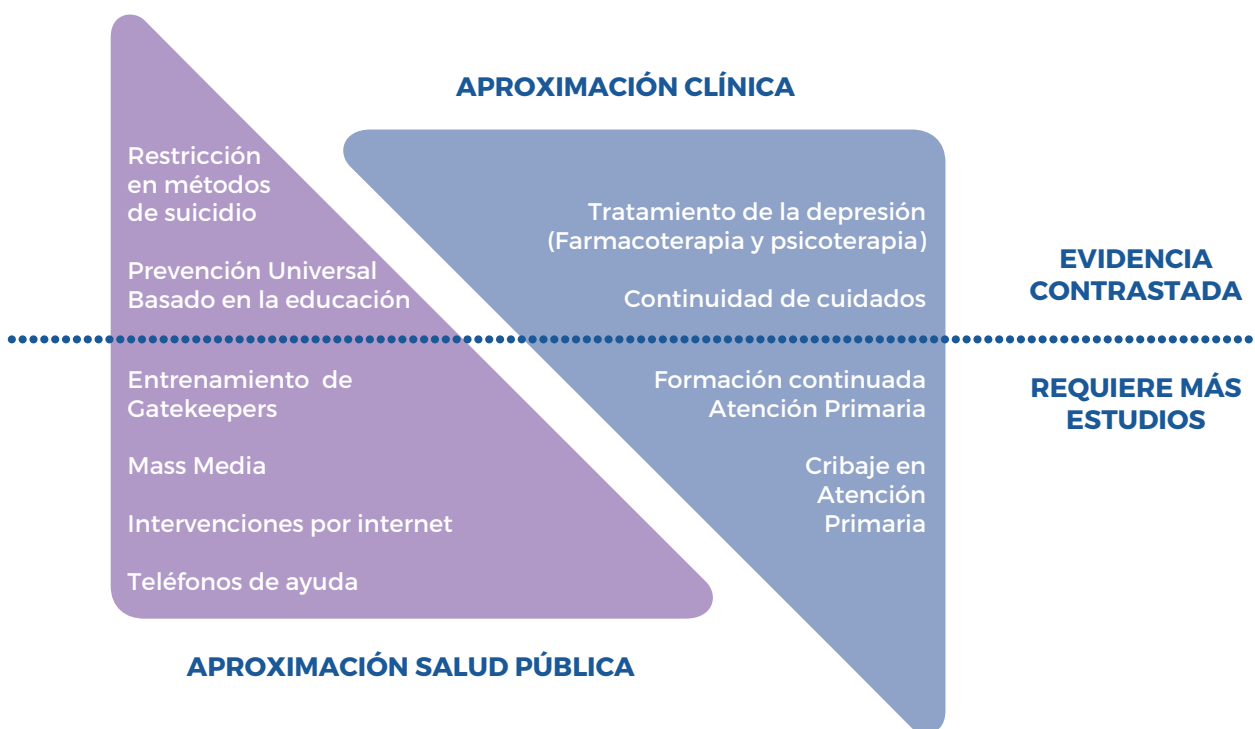 APROXIMACIÓN CLÍNICA
Restricción
en métodos
de suicidio
Prevención Universal
Basado en la educación
Tratamiento de la depresión
(Farmacoterapia y psicoterapia)
Continuidad de cuidados
EVIDENCIA
CONTRASTADA
Entrenamiento de
Gatekeepers
Mass Media
Intervenciones por internet
Teléfonos de ayuda
Formación continuada
Atención Primaria
Cribaje en
Atención
Primaria
REQUIERE MÁS
ESTUDIOS
APROXIMACIÓN SALUD PÚBLICA